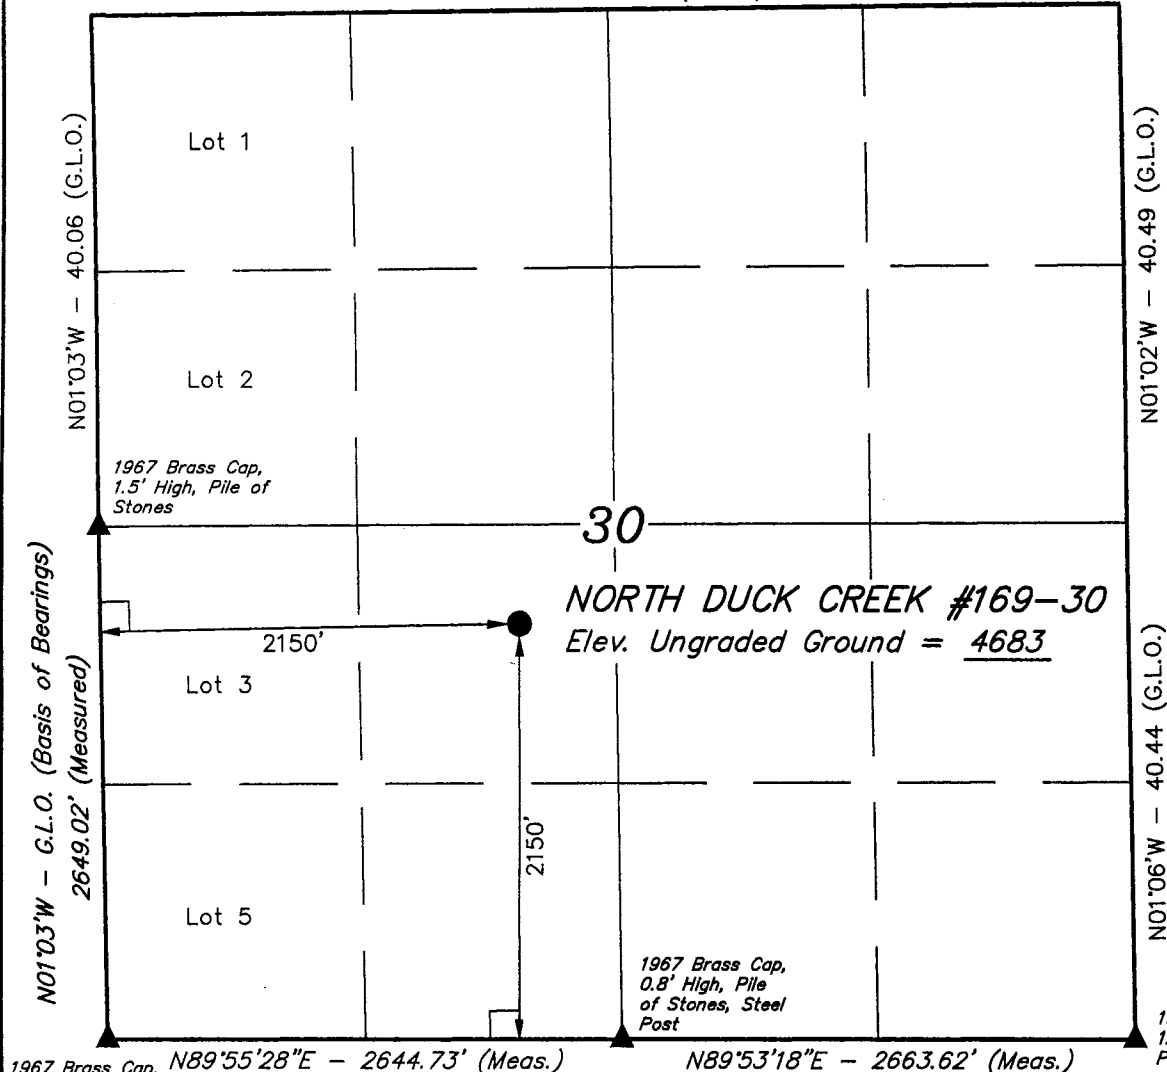 Lot 1
N01°03'W – 40.06 (G.L.O.)
N01°02'W – 40.49 (G.L.O.)
Lot 2
1967 Brass Cap,
1.5' High, Pile of
Stones
30
NORTH DUCK CREEK #169–30
Elev. Ungraded Ground = 4683
2150'
Lot 3
N01°03'W – G.L.O. (Basis of Bearings)
2649.02' (Measured)
N01°06'W – 40.44 (G.L.O.)
2150'
Lot 5
1967 Brass Cap,
0.8' High, Pile
of Stones, Steel
Post
1967 Brass Cap,
N89°55'28"E – 2644.73' (Meas.)
N89°53'18"E – 2663.62' (Meas.)